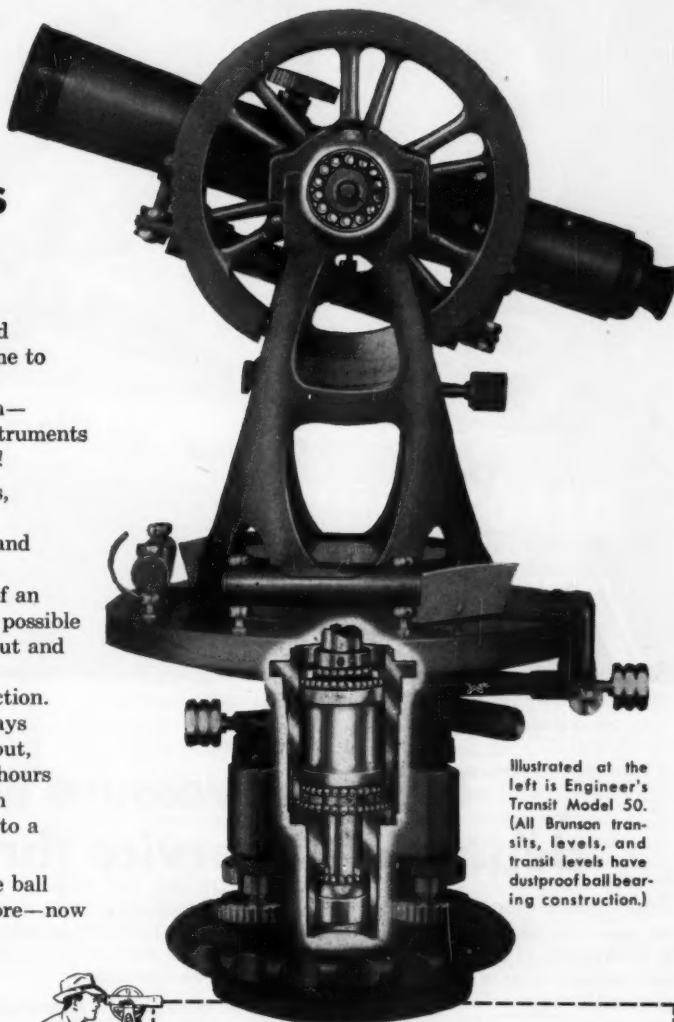 s
d
ne to
n—
struments
!
s,
and
f an
possible
ut and
ction.
ays
out,
hours
n
to a
e ball
ore—now
Illustrated at the
left is Engineer's
Transit Model 50.
(All Brunson tran-
sits, levels, and
transit levels have
dustproof ball bear-
ing construction.)